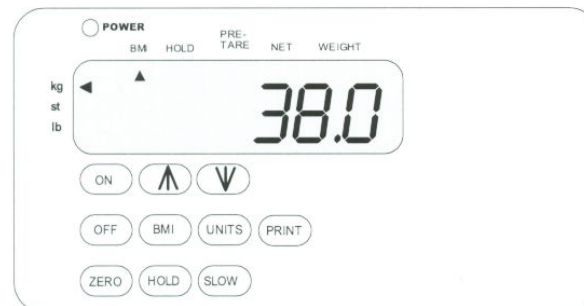 POWER
BMI HOLD PRE-TARE NET WEIGHT
kg
st
lb
38.0
ON
OFF BMI UNITS PRINT
ZERO HOLD SLOW